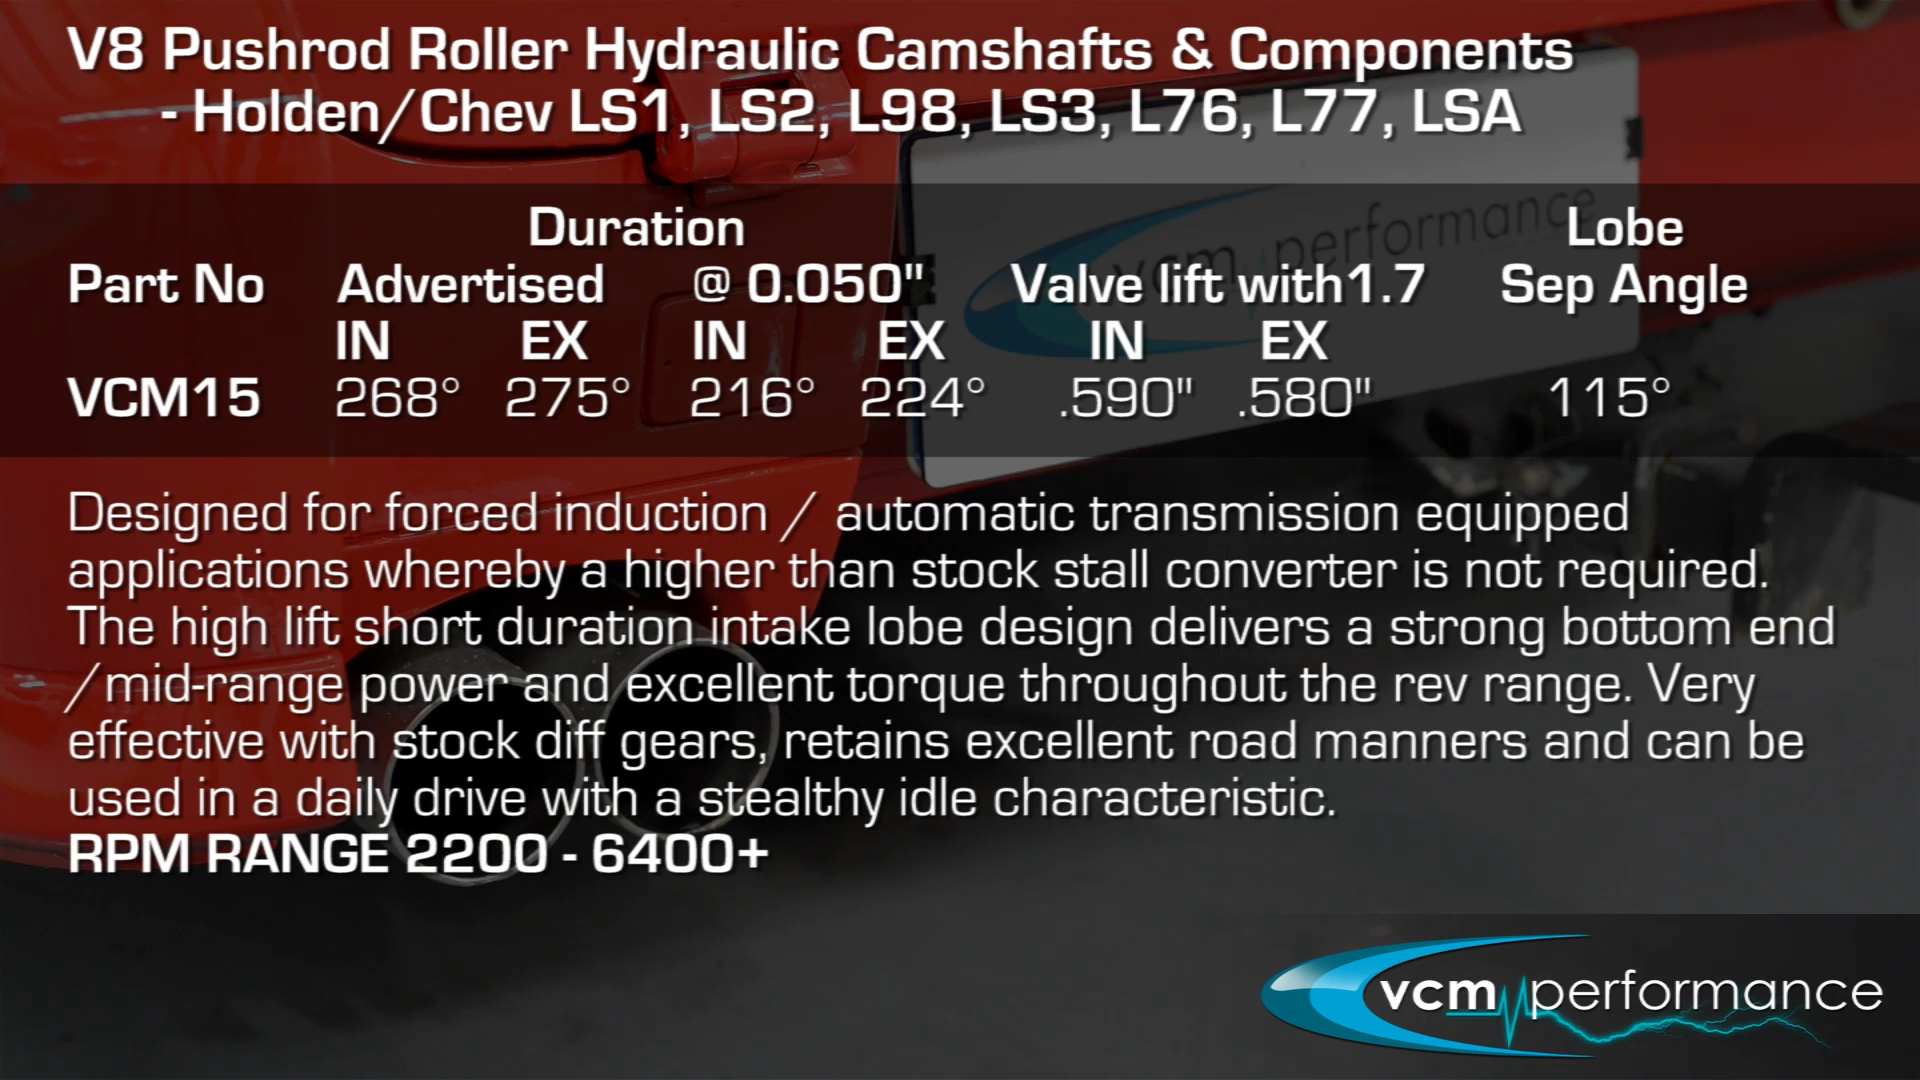 V8 Pushrod Roller Hydraulic Camshafts & Components
- Holden/Chev LS1, LS2, L98, LS3, L76, L77, LSA
vcm performance
Duration Lobe
Part No Advertised @ 0.050" Valve lift with1.7 Sep Angle
IN EX IN EX IN EX
VCM15 268° 275° 216° 224° .590" .580" 115°
Designed for forced induction / automatic transmission equipped
applications whereby a higher than stock stall converter is not required.
The high lift short duration intake lobe design delivers a strong bottom end
/mid-range power and excellent torque throughout the rev range. Very
effective with stock diff gears, retains excellent road manners and can be
used in a daily drive with a stealthy idle characteristic.
RPM RANGE 2200 - 6400+
vcm performance